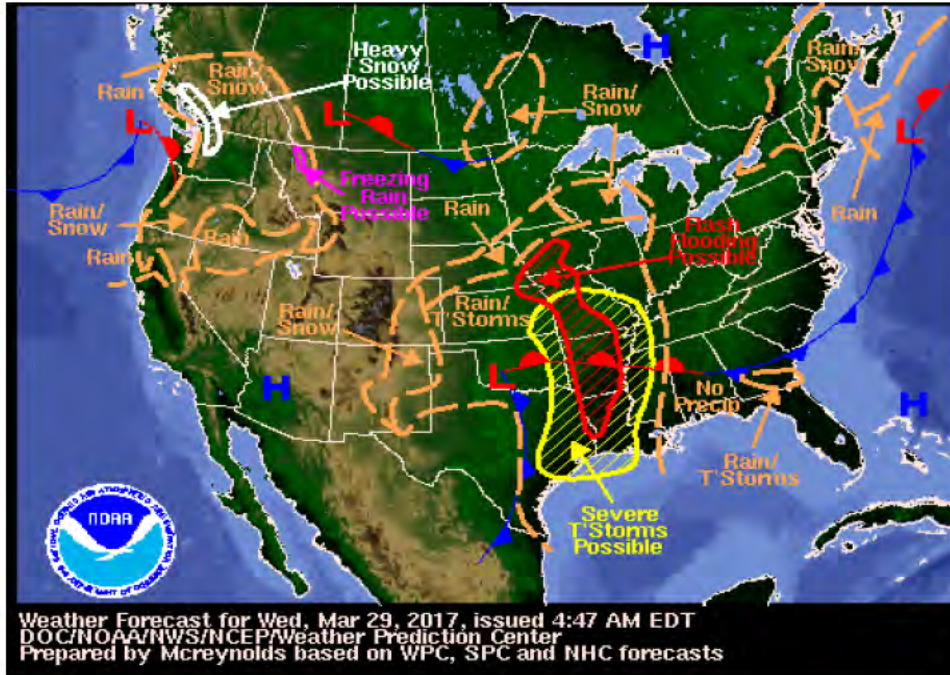 Heavy
Snow
Possible
Rain/
Snow
Rain
Rain/
Snow
Rain/
Snow
H
L
L
L
Freezing
Rain
Possible
Rain
Flash
Flooding
Possible
Rain
Rain/
Snow
Rain
Rain
Rain/
Snow
Rain/
T'Storms
L
H
No
Precip
H
Rain/
T'Storms
Severe
T'Storms
Possible
NOAA
Weather Forecast for Wed, Mar 29, 2017, issued 4:47 AM EDT
DOC/NOAA/NWS/NCEP/Weather Prediction Center
Prepared by Mcreynolds based on WPC, SPC and NHC forecasts